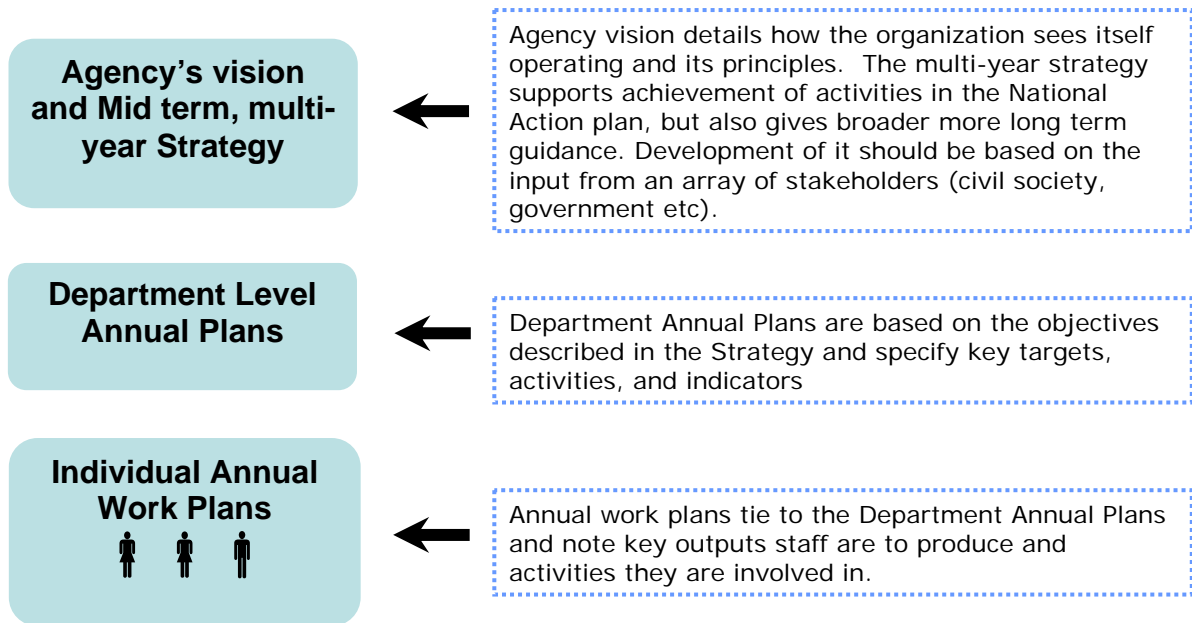 Agency's vision
and Mid term, multi-
year Strategy
Agency vision details how the organization sees itself
operating and its principles.  The multi-year strategy
supports achievement of activities in the National
Action plan, but also gives broader more long term
guidance. Development of it should be based on the
input from an array of stakeholders (civil society,
government etc).
Department Level
Annual Plans
Department Annual Plans are based on the objectives
described in the Strategy and specify key targets,
activities, and indicators
Individual Annual
Work Plans
Annual work plans tie to the Department Annual Plans
and note key outputs staff are to produce and
activities they are involved in.